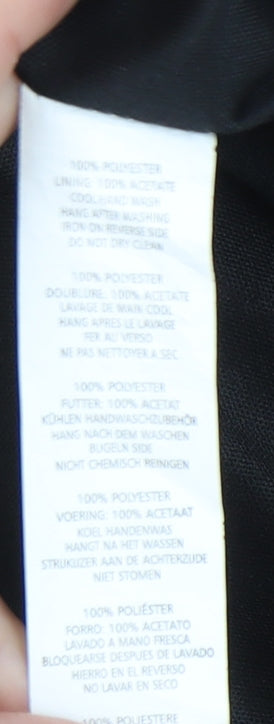 100% POLYESTER
LINING: 100% ACETATE
COOL HAND WASH
HANG AFTER WASHING
IRON ON REVERSE SIDE
DO NOT DRY CLEAN
100% POLYESTER
DOUBLURE: 100% ACETATE
LAVAGE DE MAIN COOL
HANG APRES LE LAVAGE
FER AU VERSO
NE PAS NETTOYER A SEC
100% POLYESTER
FUTTER: 100% ACETAT
KÜHLEN HANDWASCHZUBEHÖR
HANG NACH DEM WASCHEN
BUGELN SIDE
NICHT CHEMISCH REINIGEN
100% POLYESTER
VOERING: 100% ACETAAT
KOEL HANDENWAS
HANGT NA HET WASSEN
STRIJKIJZER AAN DE ACHTERZIJDE
NIET STOMEN
100% POLIÉSTER
FORRO: 100% ACETATO
LAVADO A MANO FRESCA
BLOQUEARSE DESPUES DE LAVADO
HIERRO EN EL REVERSO
NO LAVAR EN SECO
100% POLIESTERE